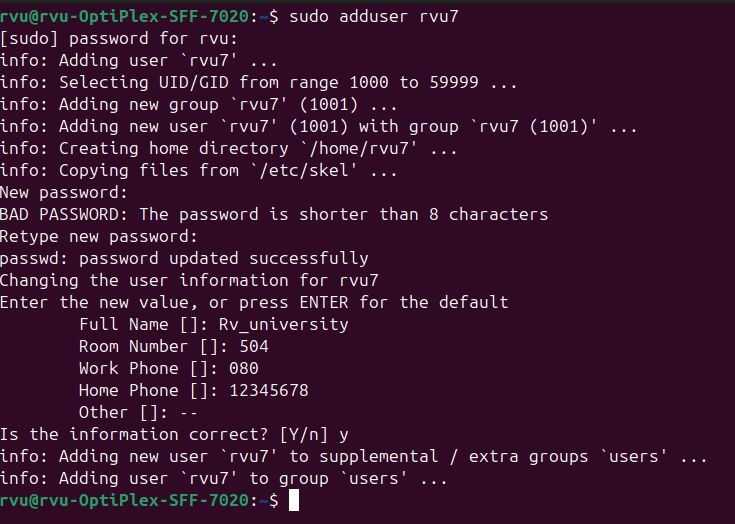 rvu@rvu-OptiPlex-SFF-7020:~$ sudo adduser rvu7
[sudo] password for rvu:
info: Adding user `rvu7' ...
info: Selecting UID/GID from range 1000 to 59999 ...
info: Adding new group `rvu7' (1001) ...
info: Adding new user `rvu7' (1001) with group `rvu7 (1001)' ...
info: Creating home directory `/home/rvu7' ...
info: Copying files from `/etc/skel' ...
New password:
BAD PASSWORD: The password is shorter than 8 characters
Retype new password:
passwd: password updated successfully
Changing the user information for rvu7
Enter the new value, or press ENTER for the default
        Full Name []: Rv_university
        Room Number []: 504
        Work Phone []: 080
        Home Phone []: 12345678
        Other []: --
Is the information correct? [Y/n] y
info: Adding new user `rvu7' to supplemental / extra groups `users' ...
info: Adding user `rvu7' to group `users' ...
rvu@rvu-OptiPlex-SFF-7020:~$